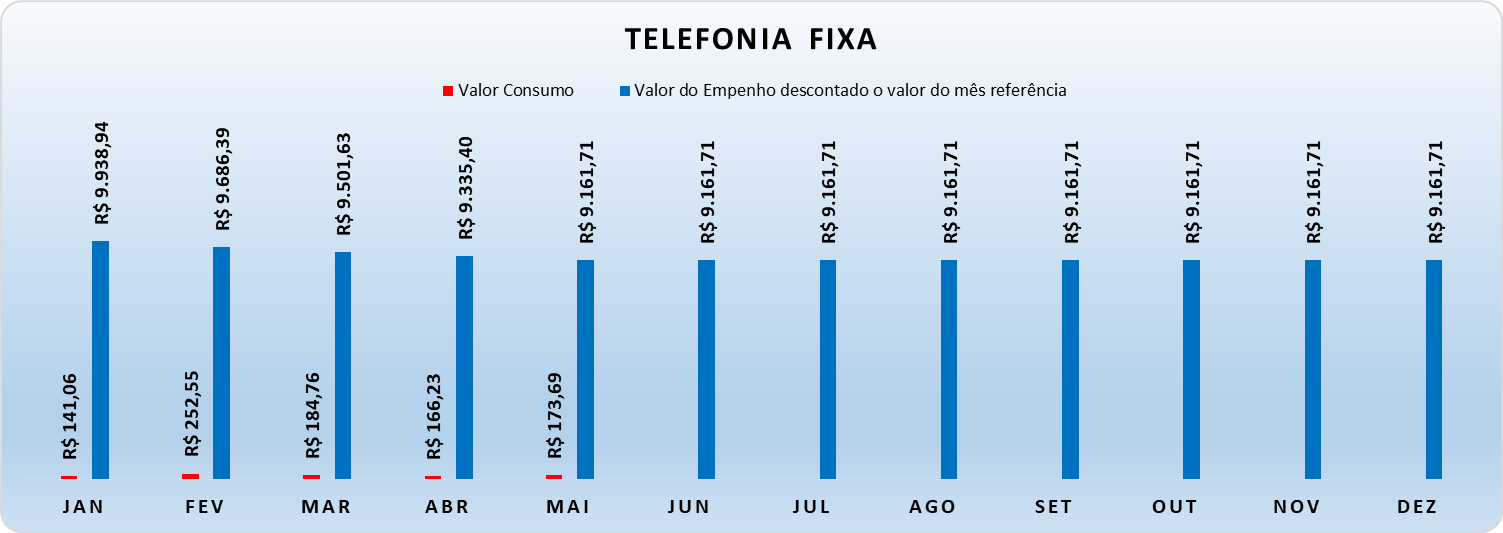 TELEFONIA FIXA
Valor Consumo
Valor do Empenho descontado o valor do mês referência
R$ 141,06
R$ 9.938,94
R$ 252,55
R$ 9.686,39
R$ 184,76
R$ 9.501,63
R$ 166,23
R$ 9.335,40
R$ 173,69
R$ 9.161,71
R$ 9.161,71
R$ 9.161,71
R$ 9.161,71
R$ 9.161,71
R$ 9.161,71
R$ 9.161,71
R$ 9.161,71
JAN FEV MAR ABR MAI JUN JUL AGO SET OUT NOV DEZ